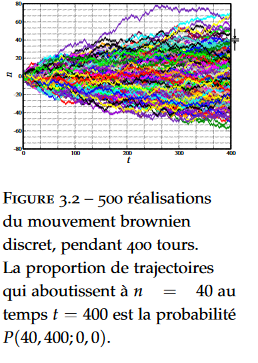 80
60
40
20
n
0
-20
-40
-60
-80
0
100
200
300
400
t
FIGURE 3.2 – 500 réalisations
du mouvement brownien
discret, pendant 400 tours.
La proportion de trajectoires
qui aboutissent à n = 40 au
temps t = 400 est la probabilité
P(40, 400; 0, 0).